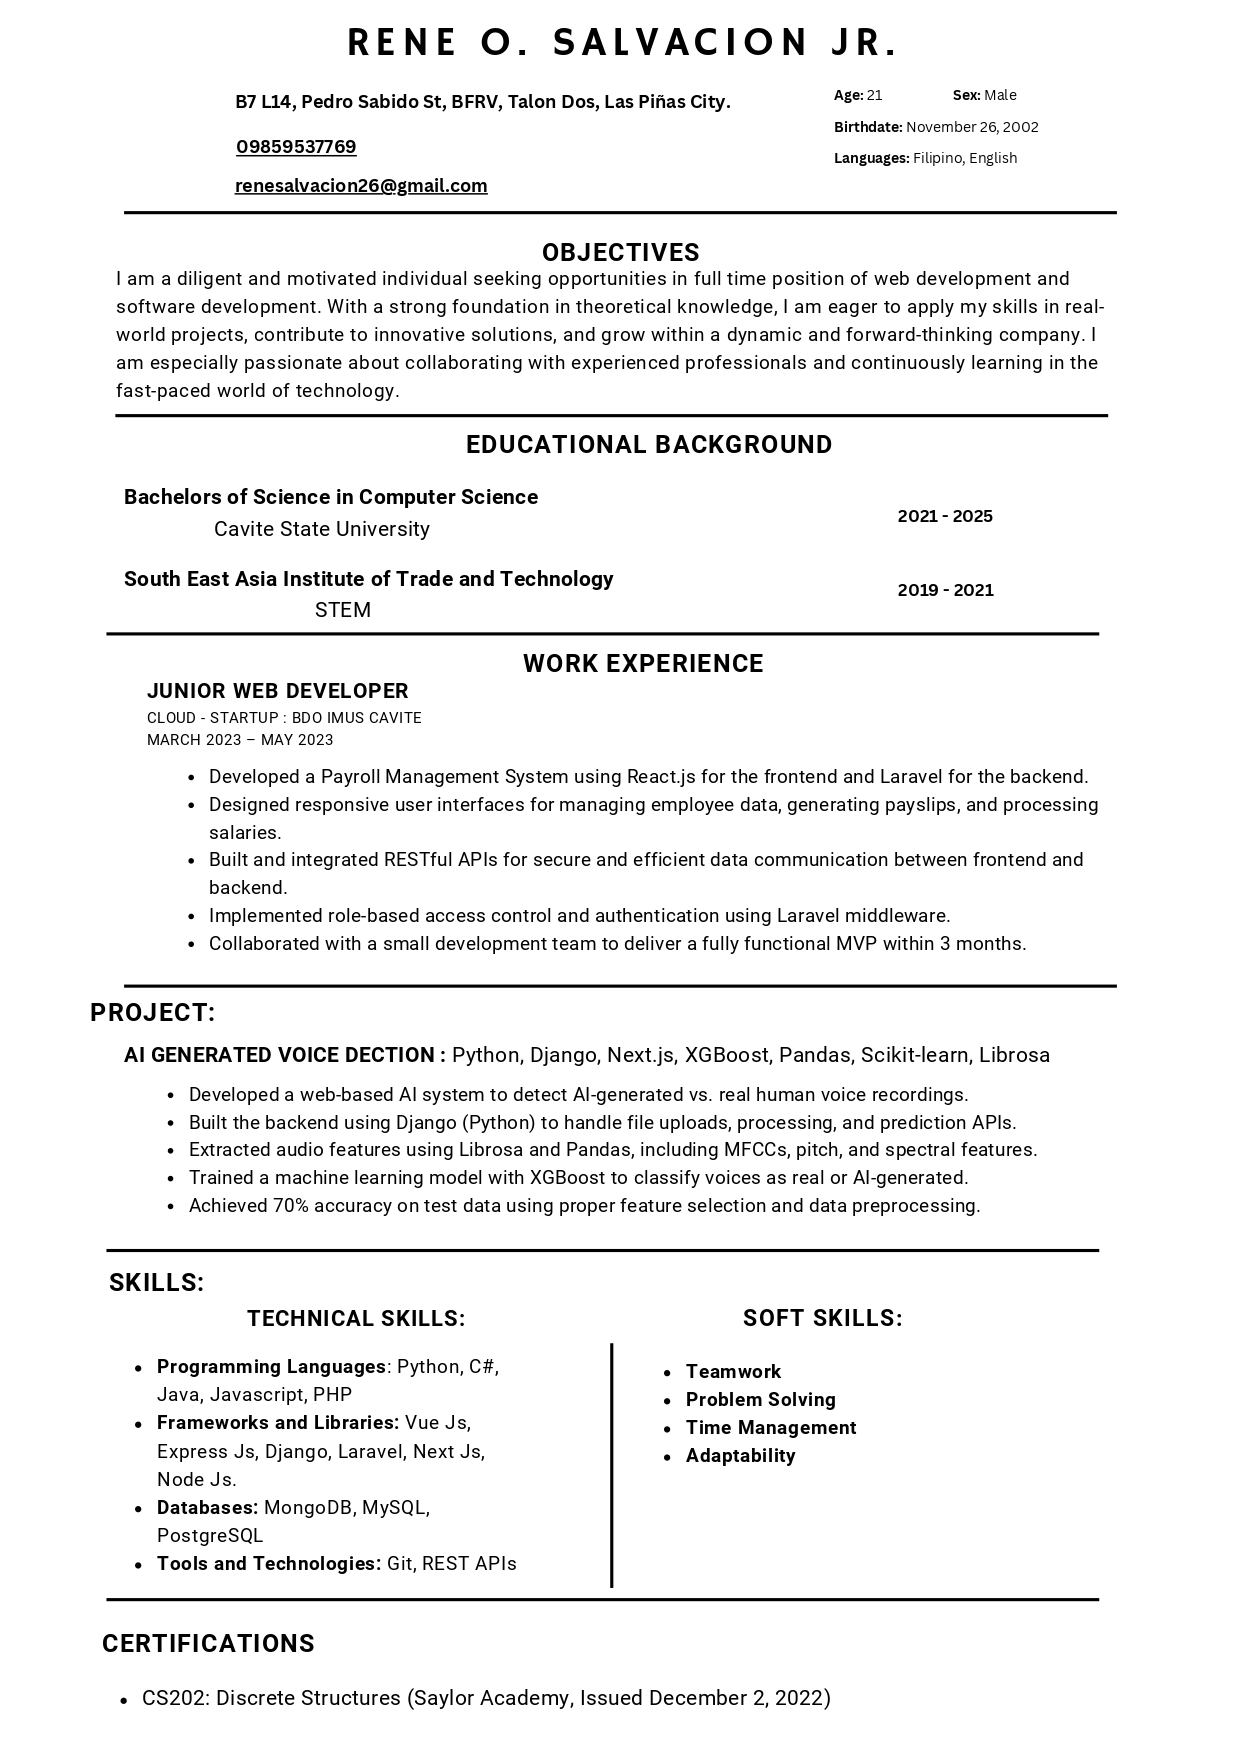 RENE O. SALVACION JR.
B7 L14, Pedro Sabido St, BFRV, Talon Dos, Las Piñas City.
09859537769
renesalvacion26@gmail.com
Age: 21 Sex: Male
Birthdate: November 26, 2002
Languages: Filipino, English
OBJECTIVES
I am a diligent and motivated individual seeking opportunities in full time position of web development and
software development. With a strong foundation in theoretical knowledge, I am eager to apply my skills in real-
world projects, contribute to innovative solutions, and grow within a dynamic and forward-thinking company. I
am especially passionate about collaborating with experienced professionals and continuously learning in the
fast-paced world of technology.
EDUCATIONAL BACKGROUND
Bachelors of Science in Computer Science
Cavite State University
2021 - 2025
South East Asia Institute of Trade and Technology
STEM
2019 - 2021
WORK EXPERIENCE
JUNIOR WEB DEVELOPER
CLOUD - STARTUP : BDO IMUS CAVITE
MARCH 2023 – MAY 2023
• Developed a Payroll Management System using React.js for the frontend and Laravel for the backend.
• Designed responsive user interfaces for managing employee data, generating payslips, and processing
salaries.
• Built and integrated RESTful APIs for secure and efficient data communication between frontend and
backend.
• Implemented role-based access control and authentication using Laravel middleware.
• Collaborated with a small development team to deliver a fully functional MVP within 3 months.
PROJECT:
AI GENERATED VOICE DECTION : Python, Django, Next.js, XGBoost, Pandas, Scikit-learn, Librosa
• Developed a web-based AI system to detect AI-generated vs. real human voice recordings.
• Built the backend using Django (Python) to handle file uploads, processing, and prediction APIs.
• Extracted audio features using Librosa and Pandas, including MFCCs, pitch, and spectral features.
• Trained a machine learning model with XGBoost to classify voices as real or AI-generated.
• Achieved 70% accuracy on test data using proper feature selection and data preprocessing.
SKILLS:
TECHNICAL SKILLS:
• Programming Languages: Python, C#,
Java, Javascript, PHP
• Frameworks and Libraries: Vue Js,
Express Js, Django, Laravel, Next Js,
Node Js.
• Databases: MongoDB, MySQL,
PostgreSQL
• Tools and Technologies: Git, REST APIs
SOFT SKILLS:
• Teamwork
• Problem Solving
• Time Management
• Adaptability
CERTIFICATIONS
• CS202: Discrete Structures (Saylor Academy, Issued December 2, 2022)